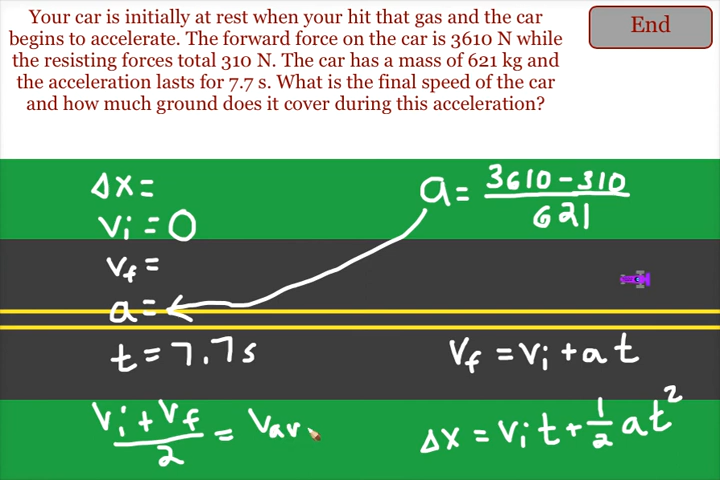 Your car is initially at rest when your hit that gas and the car
begins to accelerate. The forward force on the car is 3610 N while
the resisting forces total 310 N. The car has a mass of 621 kg and
the acceleration lasts for 7.7 s. What is the final speed of the car
and how much ground does it cover during this acceleration?
End
Δx =
vi = 0
vf =
a =
t = 7.7s
a = (3610 - 310)/621
vf = vi + at
(vi + vf)/2 = vav
Δx = vi t + 1/2 at²